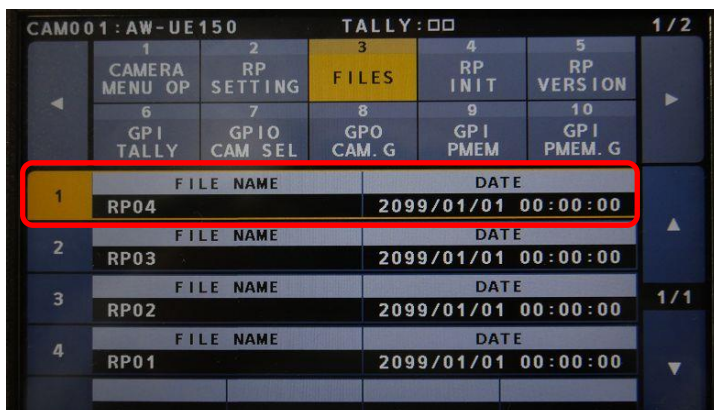 CAM001:AW-UE150 TALLY:□□ 1/2
1 2 3 4 5
CAMERA MENU OP RP SETTING FILES RP INIT RP VERSION
◀ ▶
6 7 8 9 10
GPI TALLY GPIO CAM SEL GPO CAM.G GPI PMEM GPI PMEM.G
FILE NAME DATE
1 RP04 2099/01/01 00:00:00
▲
FILE NAME DATE
2 RP03 2099/01/01 00:00:00
FILE NAME DATE
3 RP02 2099/01/01 00:00:00
1/1
FILE NAME DATE
4 RP01 2099/01/01 00:00:00
▼